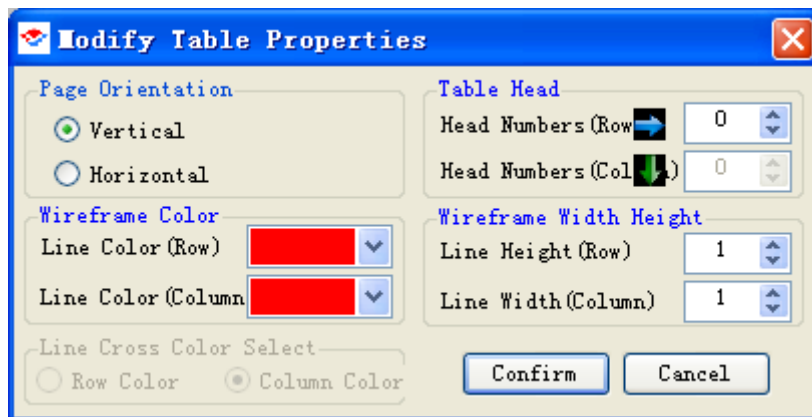 Modify Table Properties
Page Orientation
Vertical
Horizontal
Table Head
Head Numbers(Row
0
Head Numbers(Col )
0
Wireframe Color
Line Color(Row)
Line Color(Column
Wireframe Width Height
Line Height(Row)
1
Line Width(Column)
1
Line Cross Color Select
Row Color Column Color
Confirm
Cancel